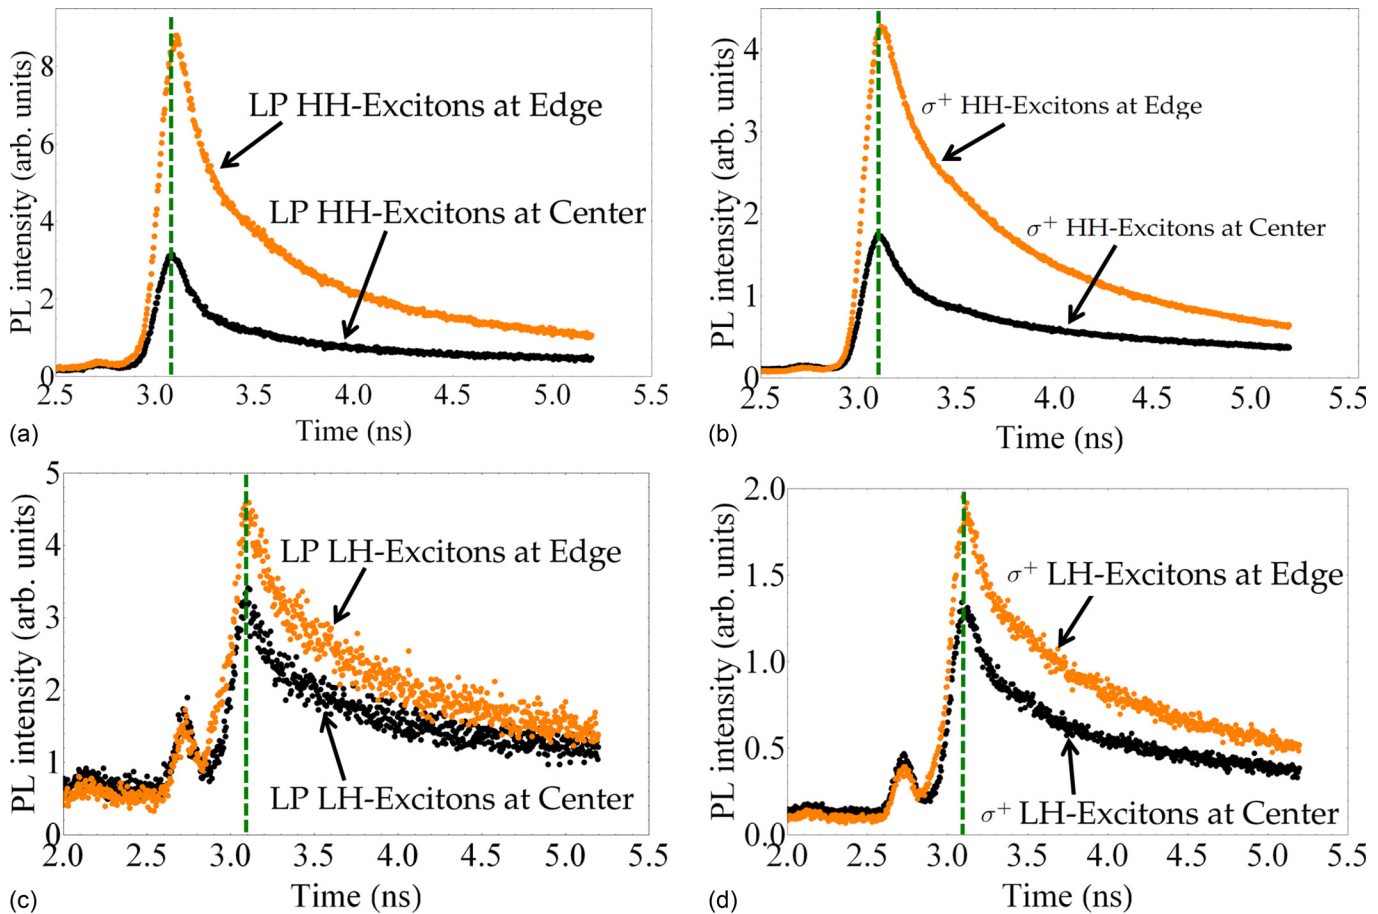 PL intensity (arb. units)
8
6
4
2
0
LP HH-Excitons at Edge
LP HH-Excitons at Center
2.5 3.0 3.5 4.0 4.5 5.0 5.5
Time (ns)
(a)
PL intensity (arb. units)
4
3
2
1
0
σ+ HH-Excitons at Edge
σ+ HH-Excitons at Center
2.5 3.0 3.5 4.0 4.5 5.0 5.5
Time (ns)
(b)
PL intensity (arb. units)
5
4
3
2
1
0
LP LH-Excitons at Edge
LP LH-Excitons at Center
2.0 2.5 3.0 3.5 4.0 4.5 5.0 5.5
Time (ns)
(c)
PL intensity (arb. units)
2.0
1.5
1.0
0.5
0.0
σ+ LH-Excitons at Edge
σ+ LH-Excitons at Center
2.0 2.5 3.0 3.5 4.0 4.5 5.0 5.5
Time (ns)
(d)